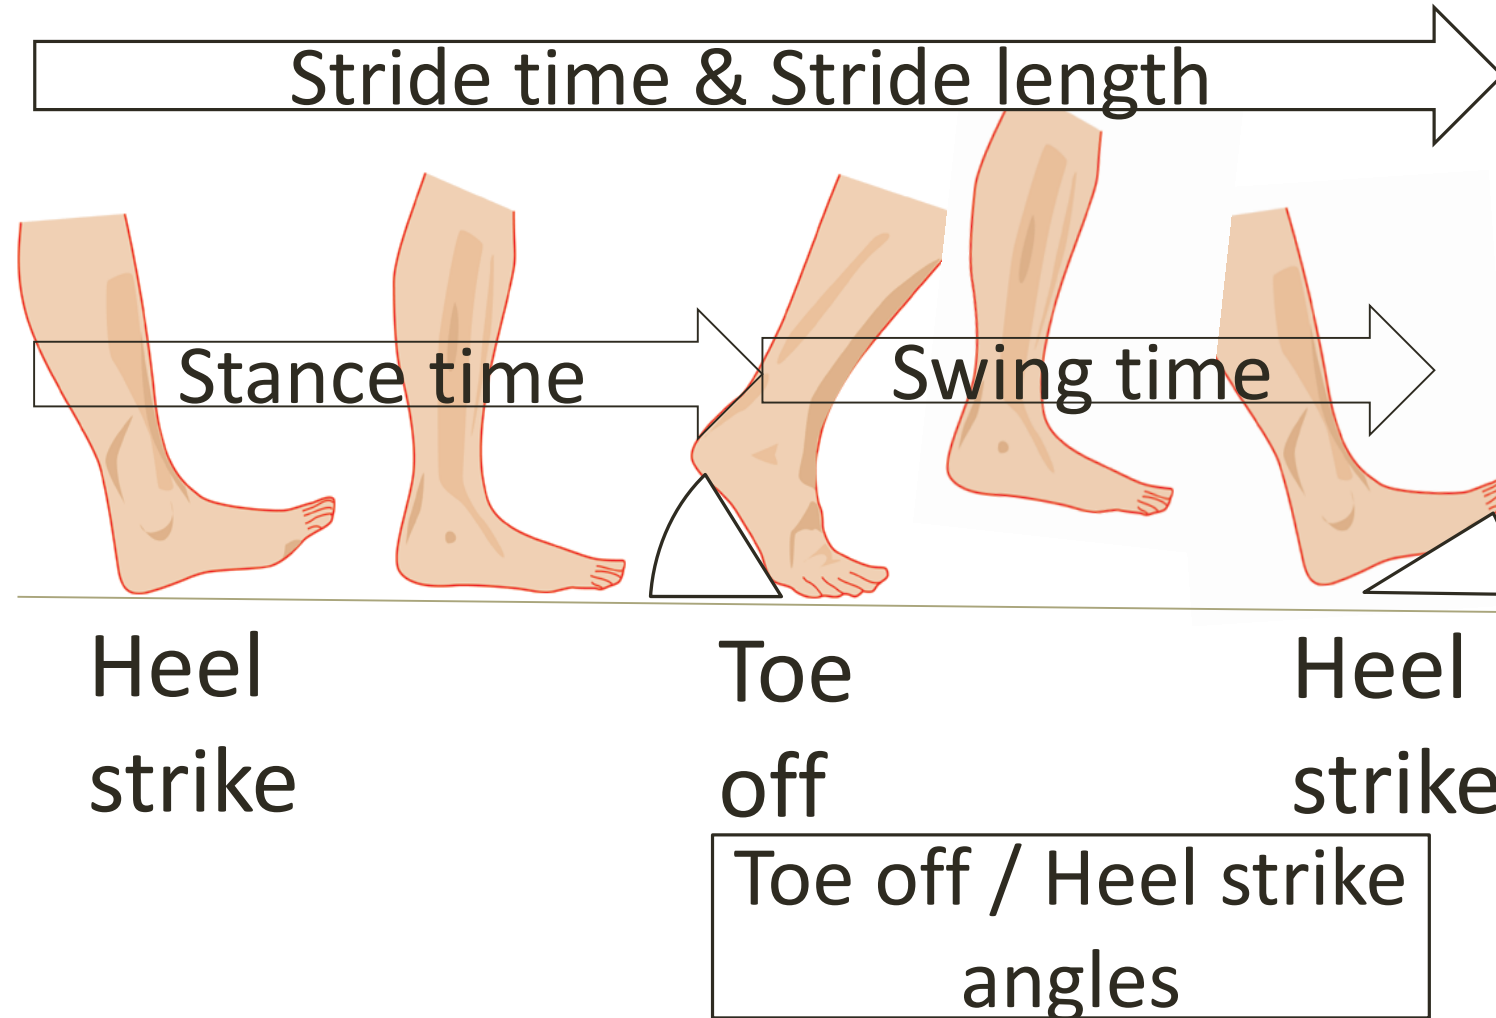 Stride time & Stride length
Stance time
Swing time
Heel
strike
Toe
off
Heel
strike
Toe off / Heel strike
angles